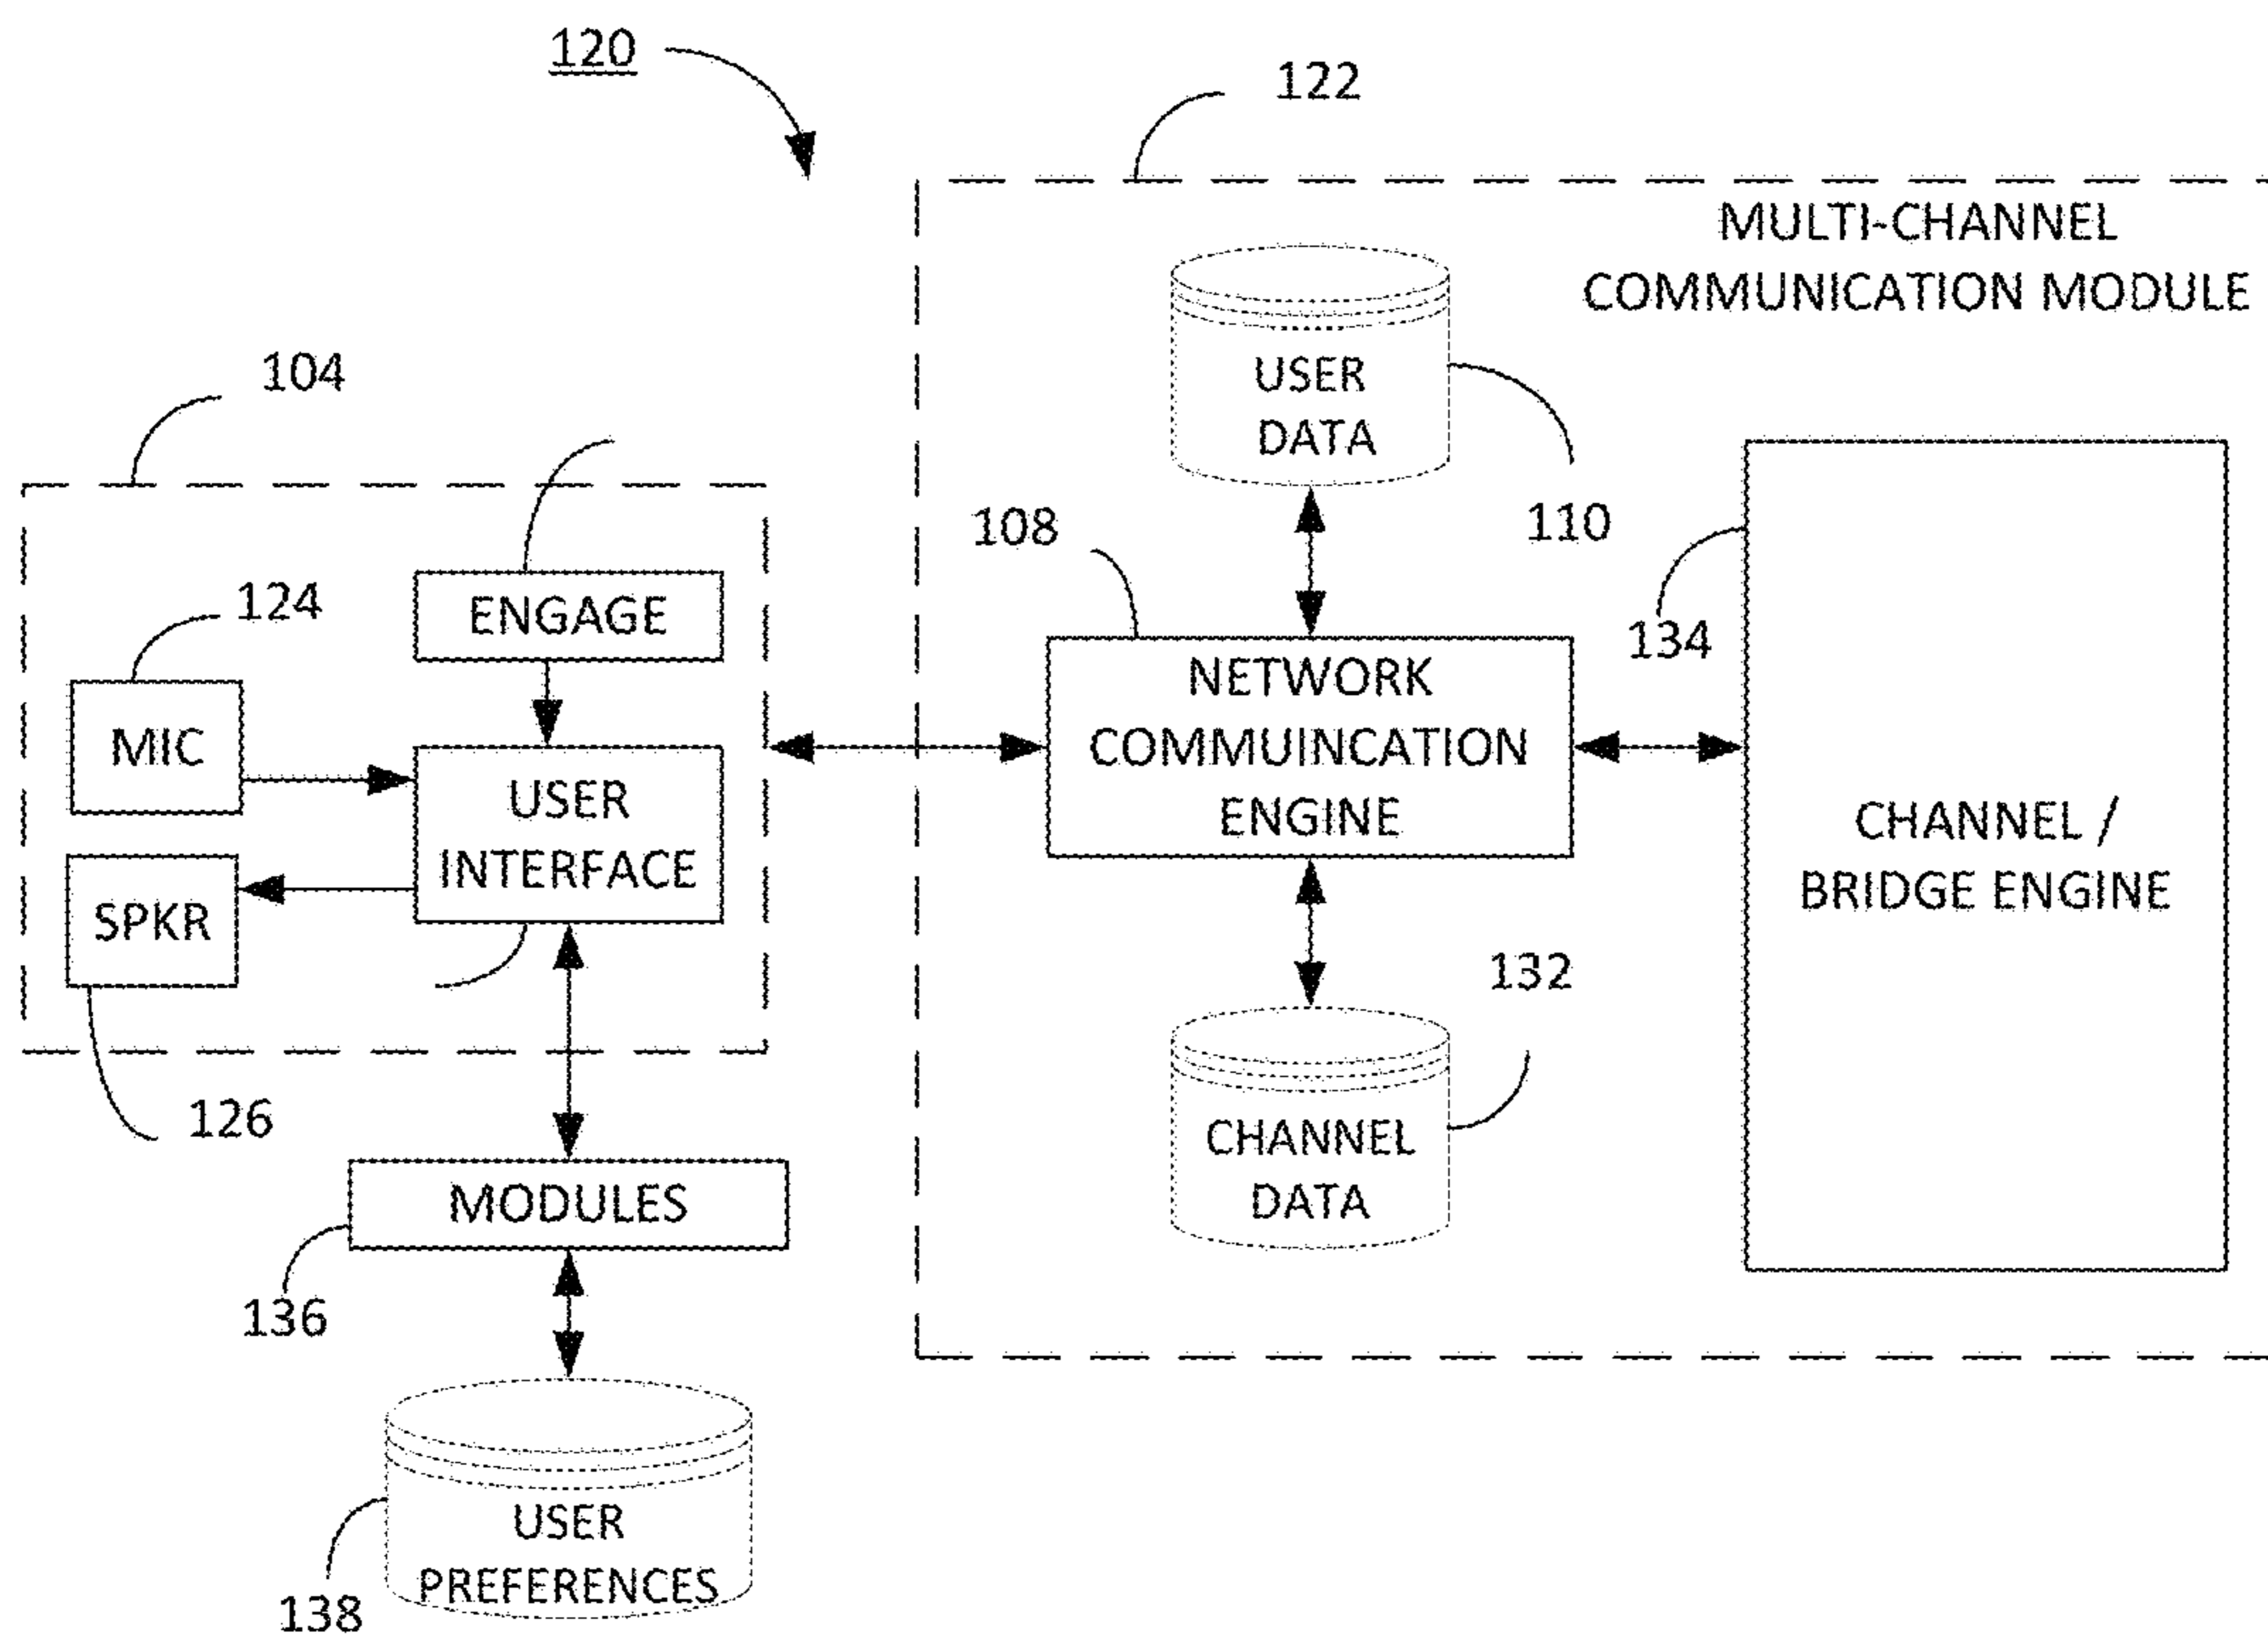 120
122
MULTI-CHANNEL
COMMUNICATION MODULE
USER
DATA
110
104
108
134
124
ENGAGE
MIC
USER
INTERFACE
SPKR
126
NETWORK
COMMUINCATION
ENGINE
CHANNEL /
BRIDGE ENGINE
132
CHANNEL
DATA
MODULES
136
USER
PREFERENCES
138